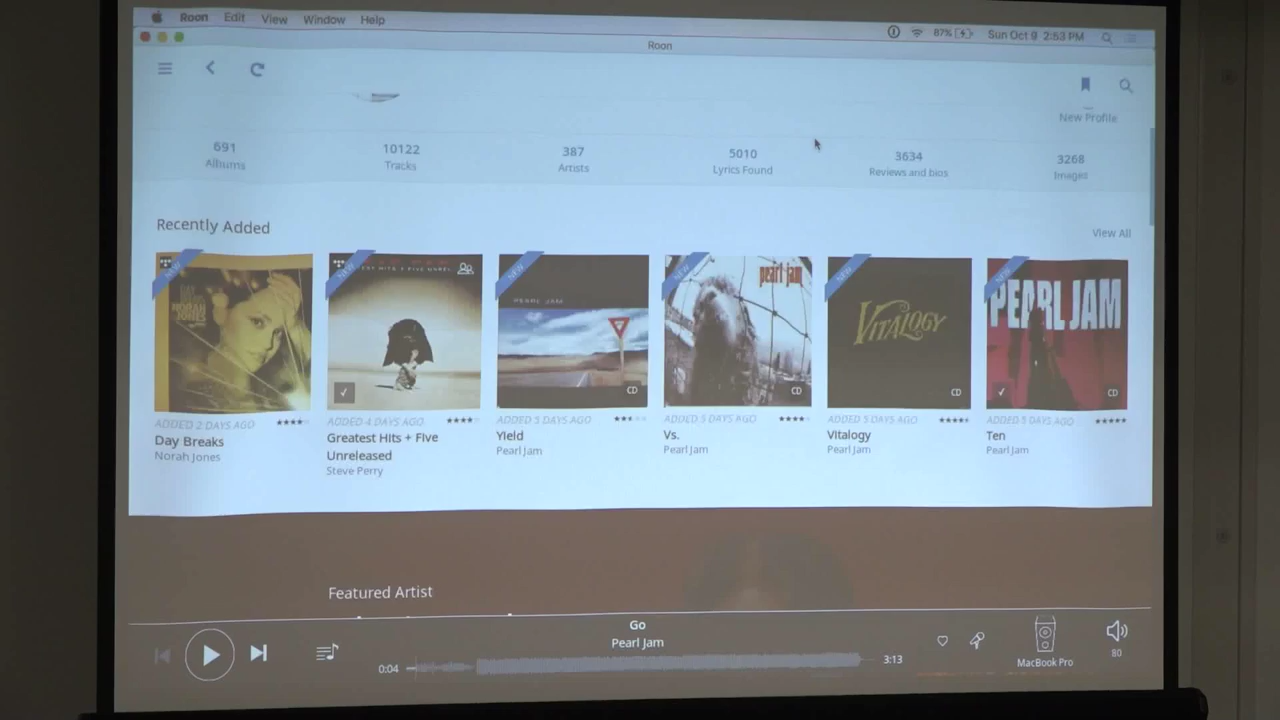 Roon Edit View Window Help
87% Sun Oct 9 2:53 PM
Roon
New Profile
691 10122 387 5010 3634 3268
Albums Tracks Artists Lyrics Found Reviews and bios Images
Recently Added
View All
NEW NEW NEW NEW NEW NEW
DAY BREAKS NORAH JONES
PEARL JAM
CD
pearl jam
CD
VITALOGY
CD
PEARL JAM
CD
ADDED 2 DAYS AGO
Day Breaks
Norah Jones
ADDED 4 DAYS AGO
Greatest Hits + Five
Unreleased
Steve Perry
ADDED 5 DAYS AGO
Yield
Pearl Jam
ADDED 5 DAYS AGO
Vs.
Pearl Jam
ADDED 5 DAYS AGO
Vitalogy
Pearl Jam
ADDED 5 DAYS AGO
Ten
Pearl Jam
Featured Artist
Go
Pearl Jam
0:04
3:13
MacBook Pro
80